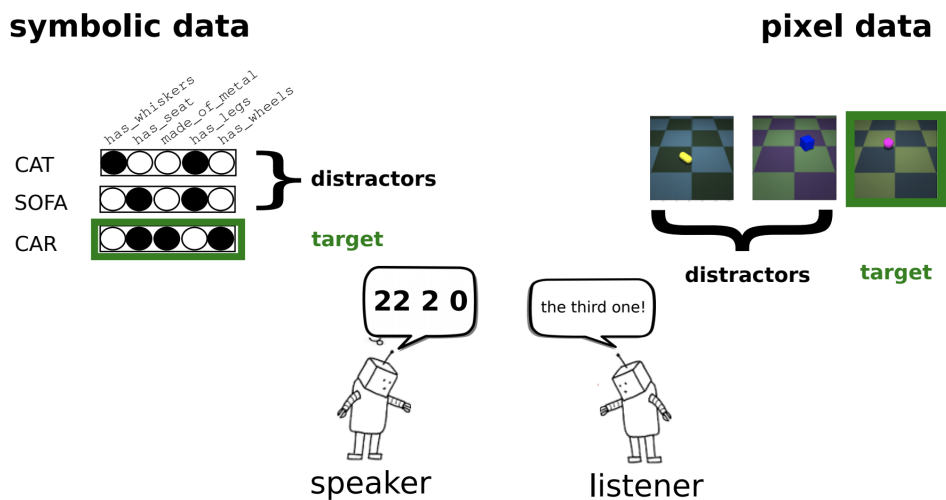 symbolic data
pixel data
has_whiskers
has_seat
made_of_metal
has_legs
has_wheels
CAT
SOFA
CAR
distractors
target
distractors
target
22 2 0
the third one!
speaker
listener